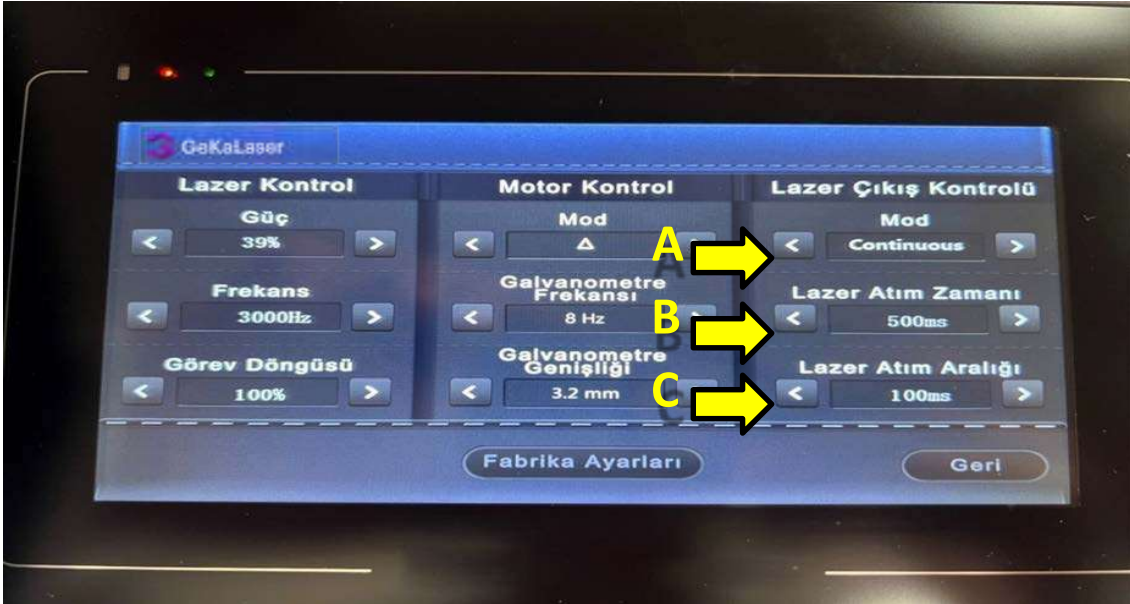 GeKaLaser
Lazer Kontrol
Motor Kontrol
Lazer Çıkış Kontrolü
Güç
39%
Mod
Δ
A
Mod
Continuous
Frekans
3000Hz
Galvanometre
Frekansı
8 Hz
B
Lazer Atım Zamanı
500ms
Görev Döngüsü
100%
Galvanometre
Genişliği
3.2 mm
C
Lazer Atım Aralığı
100ms
Fabrika Ayarları
Geri